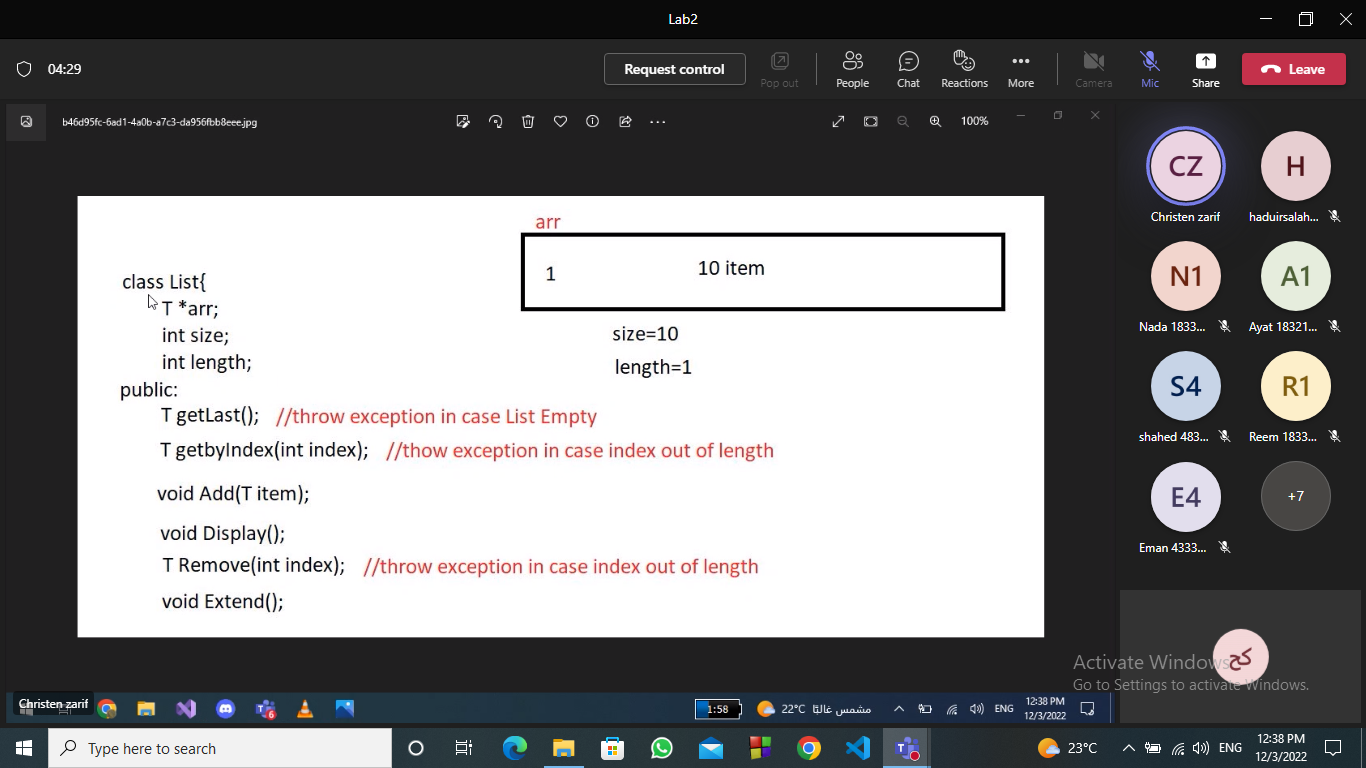 Lab2
04:29
Request control
Pop out
People
Chat
Reactions
More
Camera
Mic
Share
Leave
b46d95fc-6ad1-4a0b-a7c3-da956fbb8eee.jpg
100%
arr
1 10 item
size=10
length=1
class List{
T *arr;
int size;
int length;
public:
T getLast(); //throw exception in case List Empty
T getbyIndex(int index); //thow exception in case index out of length
void Add(T item);
void Display();
T Remove(int index); //throw exception in case index out of length
void Extend();
CZ
Christen zarif
H
haduirsalah...
N1
Nada 1833...
A1
Ayat 18321...
S4
shahed 483...
R1
Reem 1833...
E4
Eman 4333...
+7
كح
Activate Windows
Go to Settings to activate Windows.
Christen zarif
6
1:58
22°C مشمس غالبًا
ENG
12:38 PM
12/3/2022
Type here to search
23°C
ENG
12:38 PM
12/3/2022